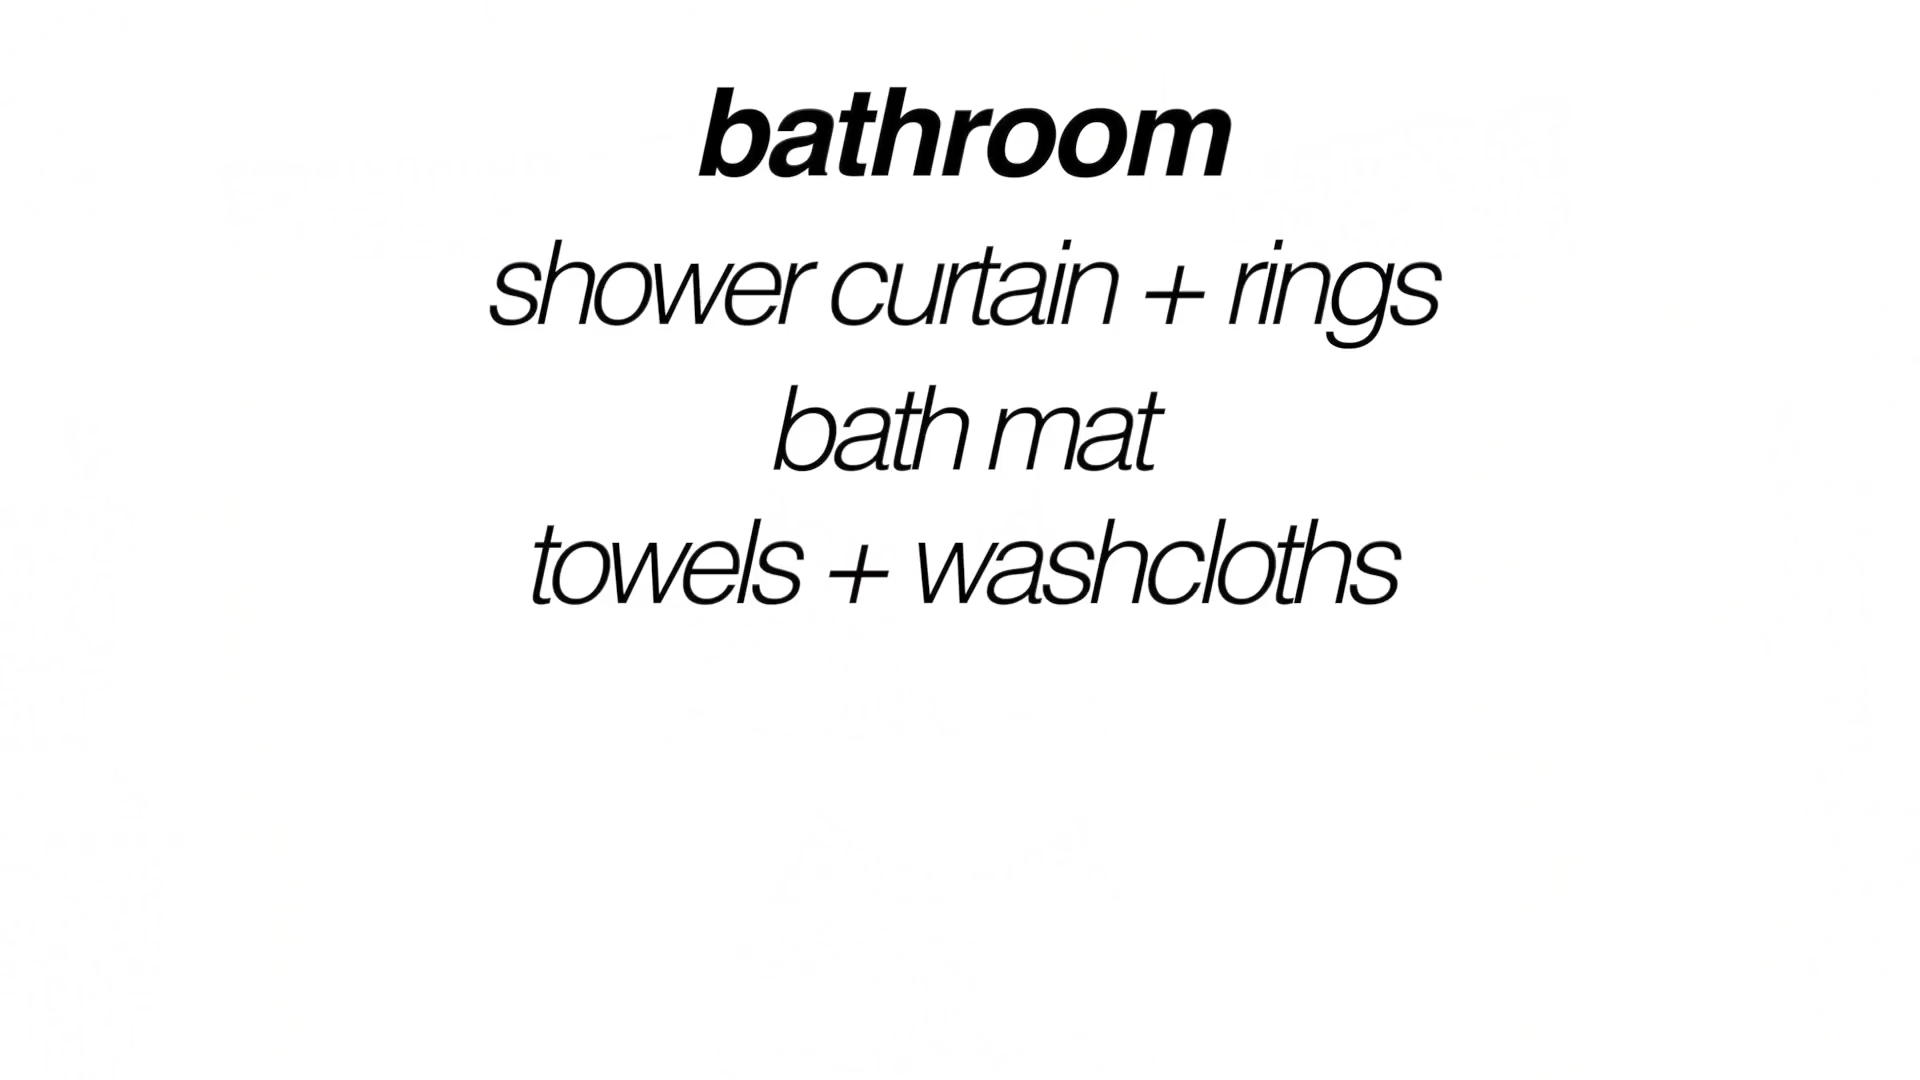 bathroom
shower curtain + rings
bath mat
towels + washcloths